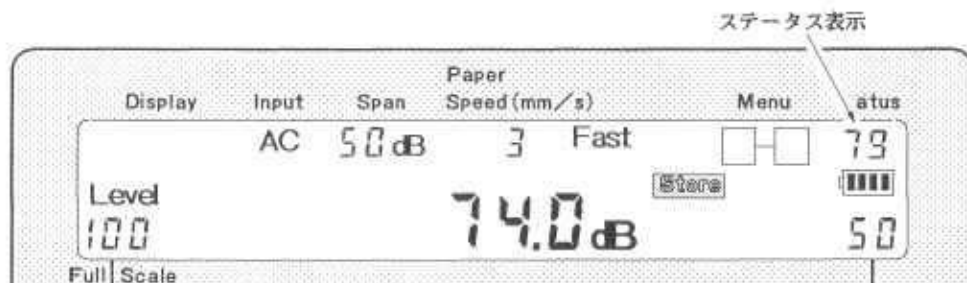 ステータス表示
Paper
Display Input Span Speed(mm/s) Menu atus
AC 50dB 3 Fast 79
Store
Level 74.0dB
100 50
Full Scale